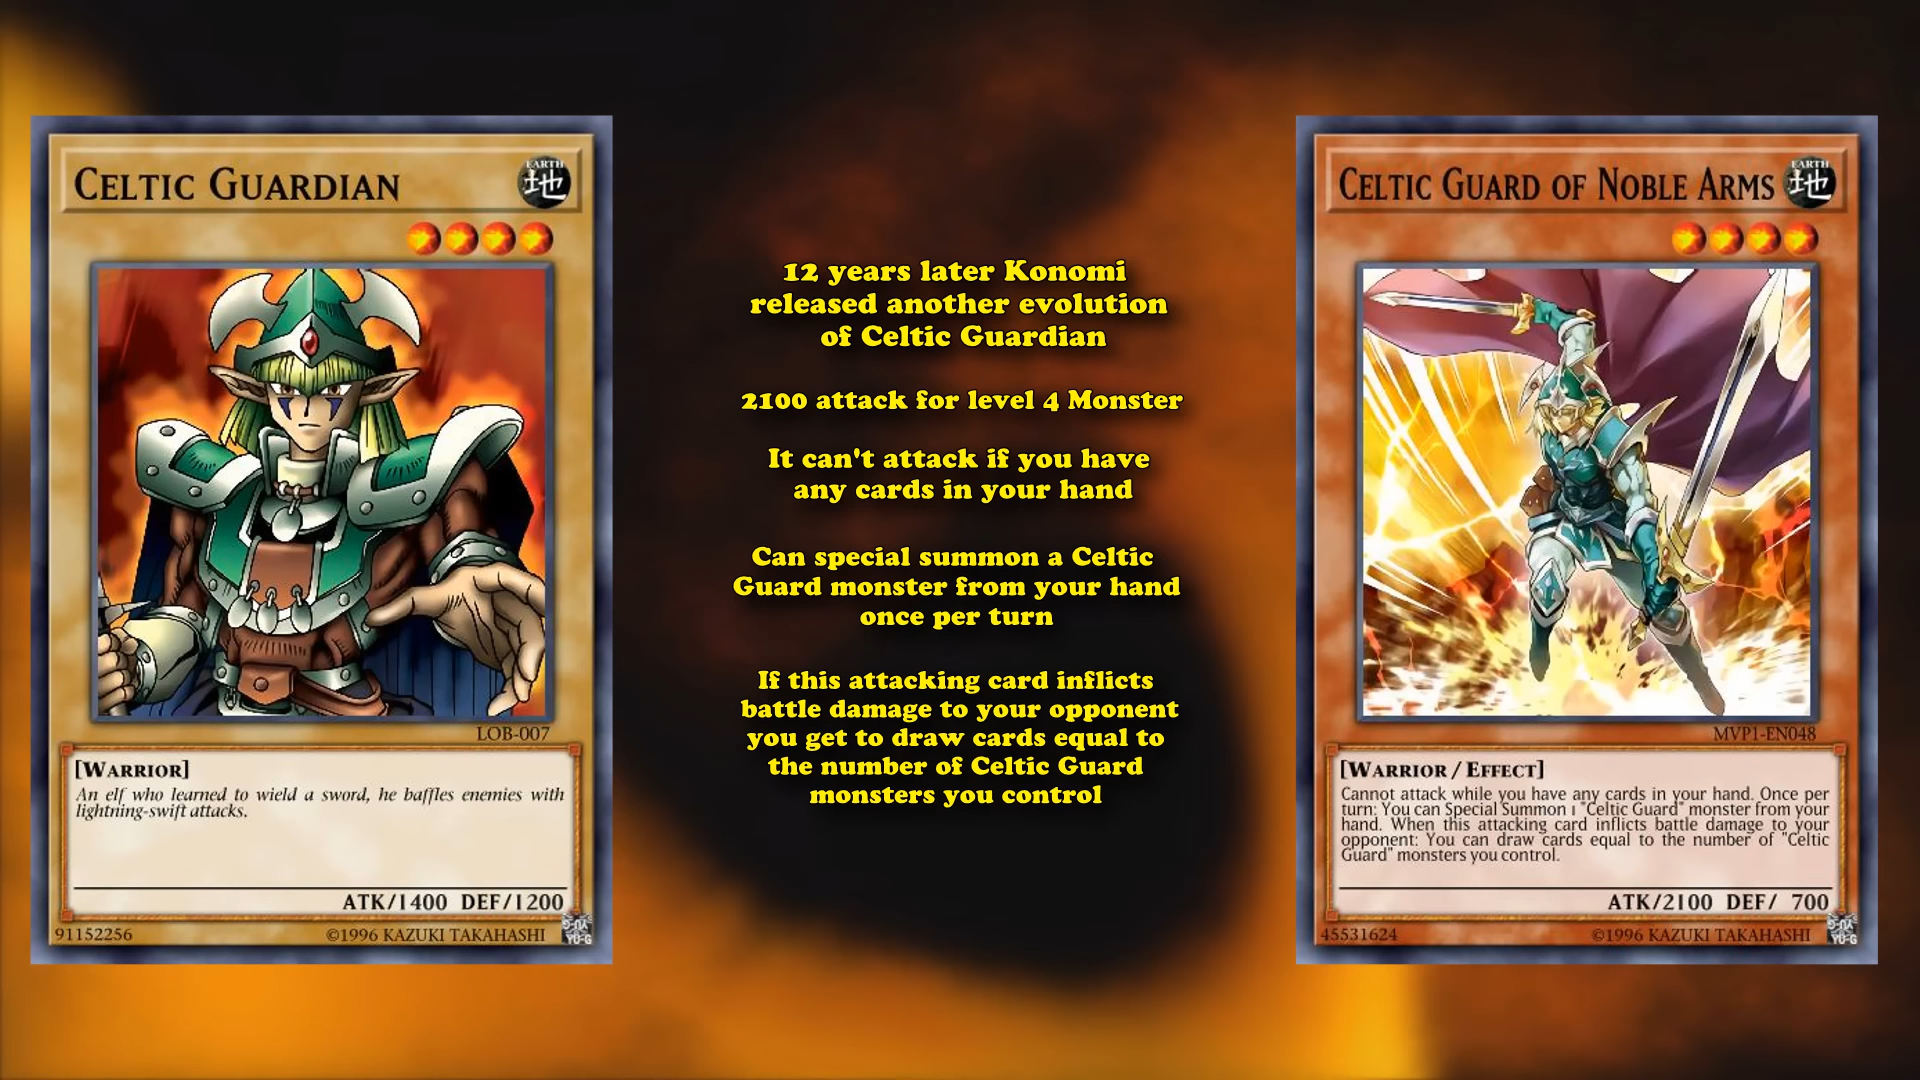 CELTIC GUARDIAN
EARTH
地
LOB-007
[WARRIOR]
An elf who learned to wield a sword, he baffles enemies with
lightning-swift attacks.
ATK/1400 DEF/1200
91152256
©1996 KAZUKI TAKAHASHI
12 years later Konomi
released another evolution
of Celtic Guardian
2100 attack for level 4 Monster
It can't attack if you have
any cards in your hand
Can special summon a Celtic
Guard monster from your hand
once per turn
If this attacking card inflicts
battle damage to your opponent
you get to draw cards equal to
the number of Celtic Guard
monsters you control
CELTIC GUARD OF NOBLE ARMS
EARTH
地
MVP1-EN048
[WARRIOR / EFFECT]
Cannot attack while you have any cards in your hand. Once per
turn: You can Special Summon 1 "Celtic Guard" monster from your
hand. When this attacking card inflicts battle damage to your
opponent: You can draw cards equal to the number of "Celtic
Guard" monsters you control.
ATK/2100 DEF/ 700
45531624
©1996 KAZUKI TAKAHASHI